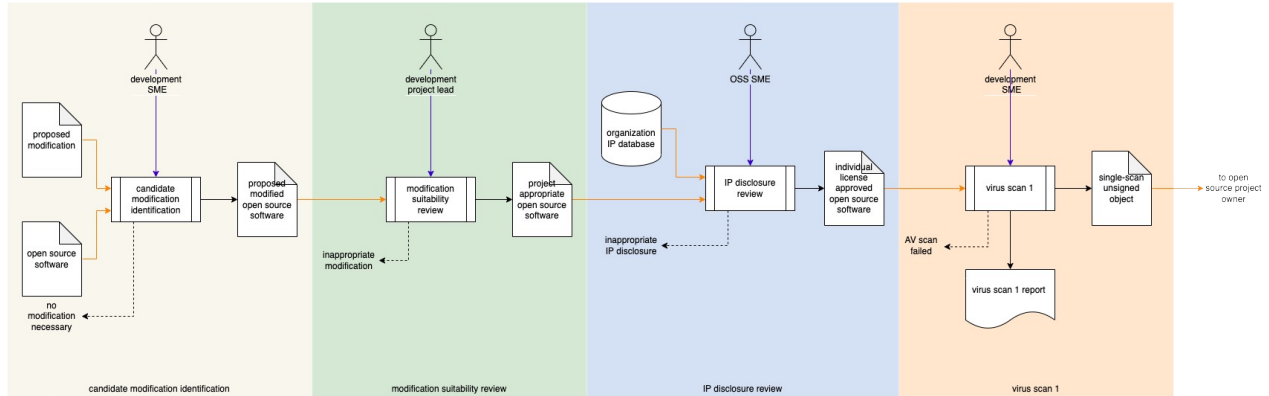 development
SME
proposed
modification
open source
software
candidate
modification
identification
proposed
modified
open source
software
no
modification
necessary
candidate modification identification
development
project lead
modification
suitability
review
project
appropriate
open source
software
inappropriate
modification
modification suitability review
OSS SME
organization
IP database
IP disclosure
review
individual
license
approved
open source
software
inappropriate
IP disclosure
IP disclosure review
development
SME
virus scan 1
single-scan
unsigned
object
AV scan
failed
virus scan 1 report
virus scan 1
to open
source project
owner